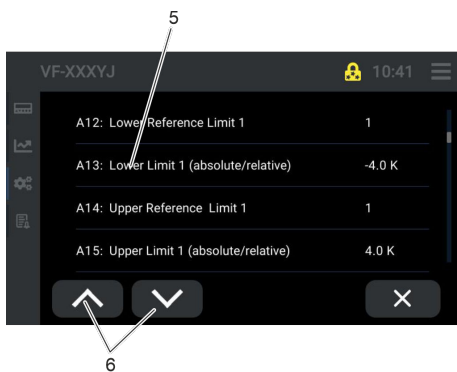 5
VF-XXXYJ 10:41
A12: Lower Reference Limit 1 1
A13: Lower Limit 1 (absolute/relative) -4.0 K
A14: Upper Reference Limit 1 1
A15: Upper Limit 1 (absolute/relative) 4.0 K
6